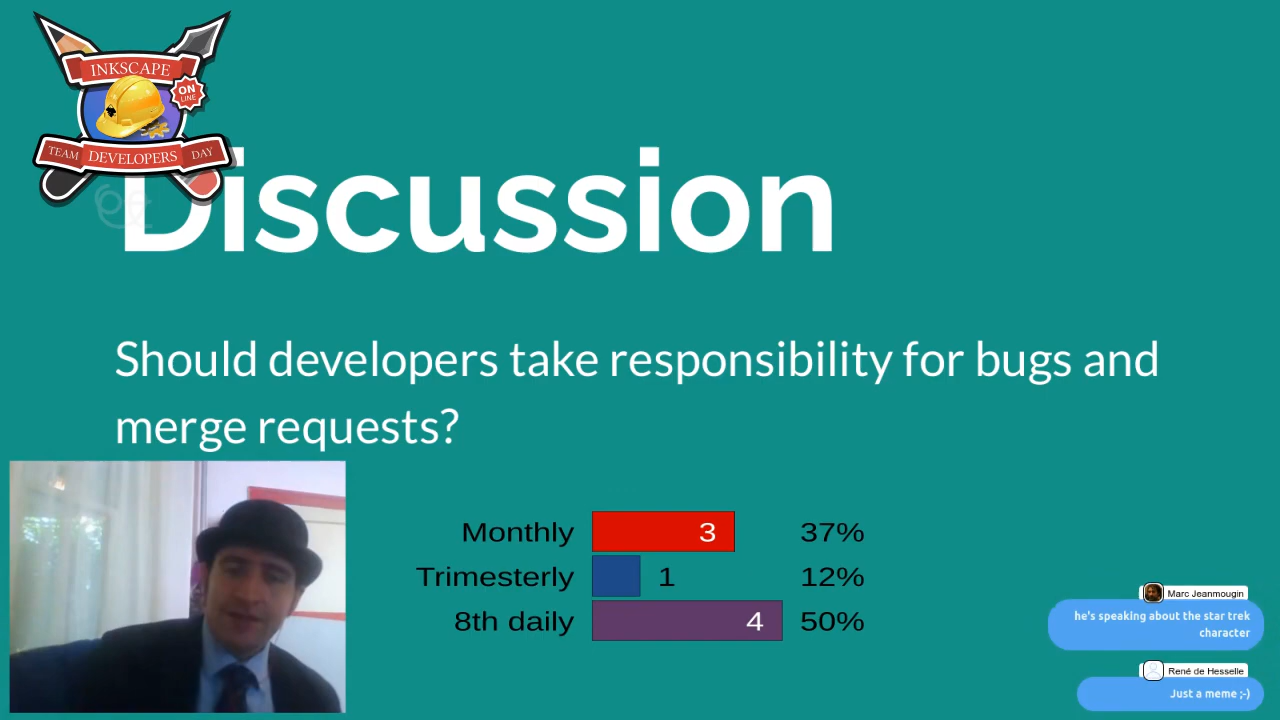 INKSCAPE
ON
LINE
TEAM DEVELOPERS DAY
Discussion
Should developers take responsibility for bugs and
merge requests?
Monthly 3 37%
Trimesterly 1 12%
8th daily 4 50%
Marc Jeanmougin
he's speaking about the star trek
character
René de Hesselle
Just a meme ;-)